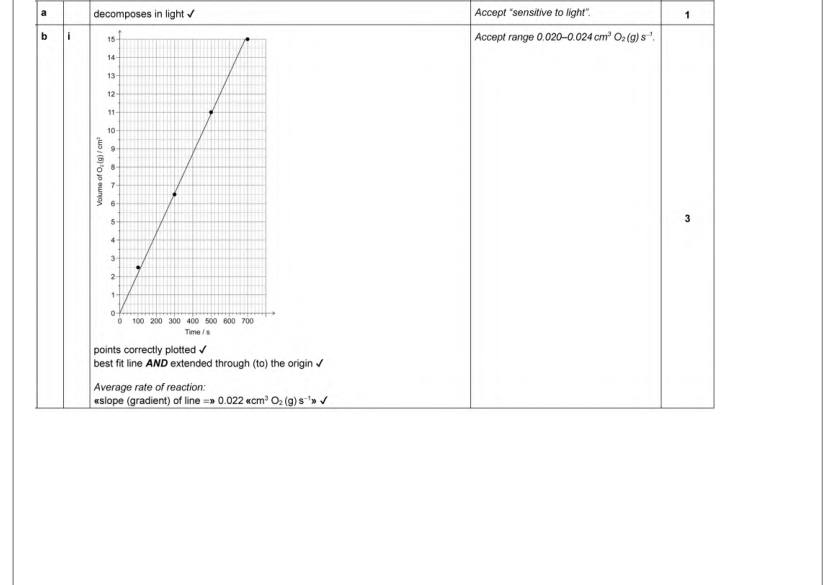 a decomposes in light ✓ Accept "sensitive to light". 1
b i Accept range 0.020–0.024 cm³ O₂ (g) s⁻¹.
15
14
13
12
11
10
9
8
7
6
5
4
3
2
1
0
Volume of O₂ (g) / cm³
0 100 200 300 400 500 600 700
Time / s
3
points correctly plotted ✓
best fit line AND extended through (to) the origin ✓
Average rate of reaction:
«slope (gradient) of line =» 0.022 «cm³ O₂ (g) s⁻¹» ✓